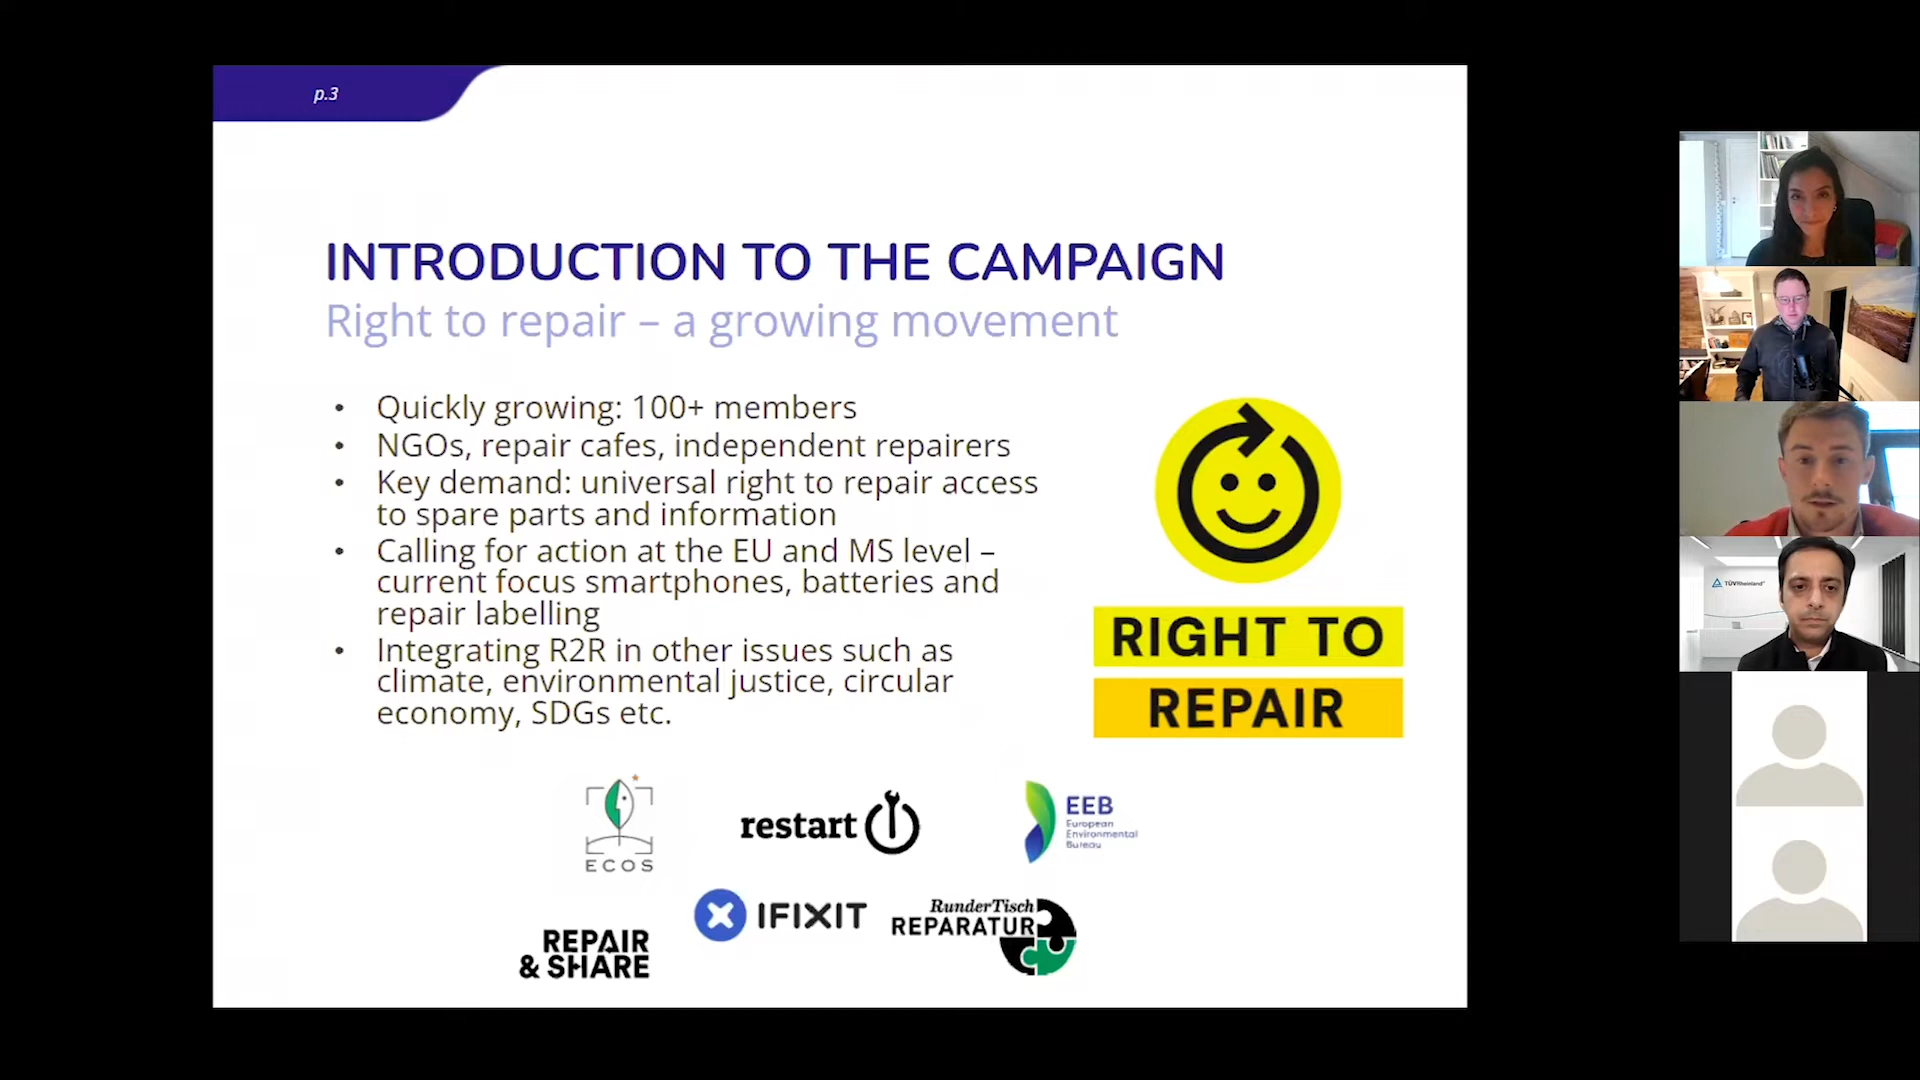 p.3
INTRODUCTION TO THE CAMPAIGN
Right to repair – a growing movement
• Quickly growing: 100+ members
• NGOs, repair cafes, independent repairers
• Key demand: universal right to repair access
to spare parts and information
• Calling for action at the EU and MS level –
current focus smartphones, batteries and
repair labelling
• Integrating R2R in other issues such as
climate, environmental justice, circular
economy, SDGs etc.
RIGHT TO
REPAIR
ECOS
restart
EEB
European
Environmental
Bureau
REPAIR
& SHARE
IFIXIT
RunderTisch
REPARATUR
TÜVRheinland®